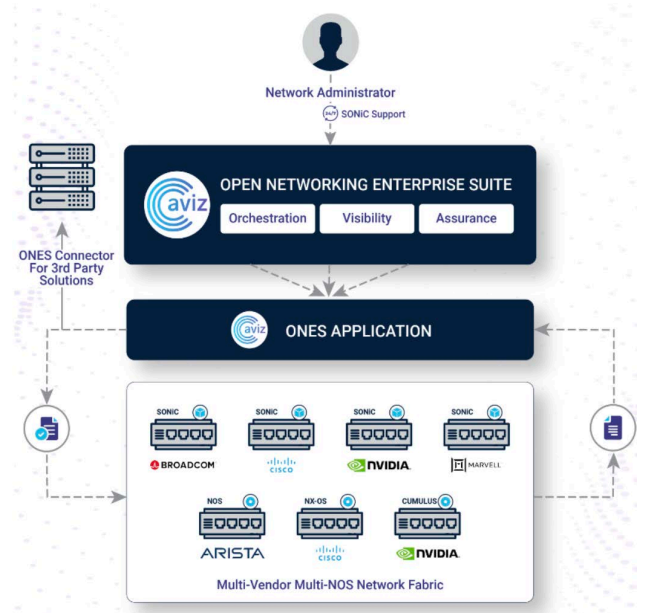 Network Administrator
24/7 SONiC Support
aviz
OPEN NETWORKING ENTERPRISE SUITE
Orchestration Visibility Assurance
ONES Connector
For 3rd Party
Solutions
aviz ONES APPLICATION
SONiC SONiC SONiC SONiC
BROADCOM CISCO NVIDIA. MARVELL
NOS NX-OS CUMULUS
ARISTA CISCO NVIDIA.
Multi-Vendor Multi-NOS Network Fabric